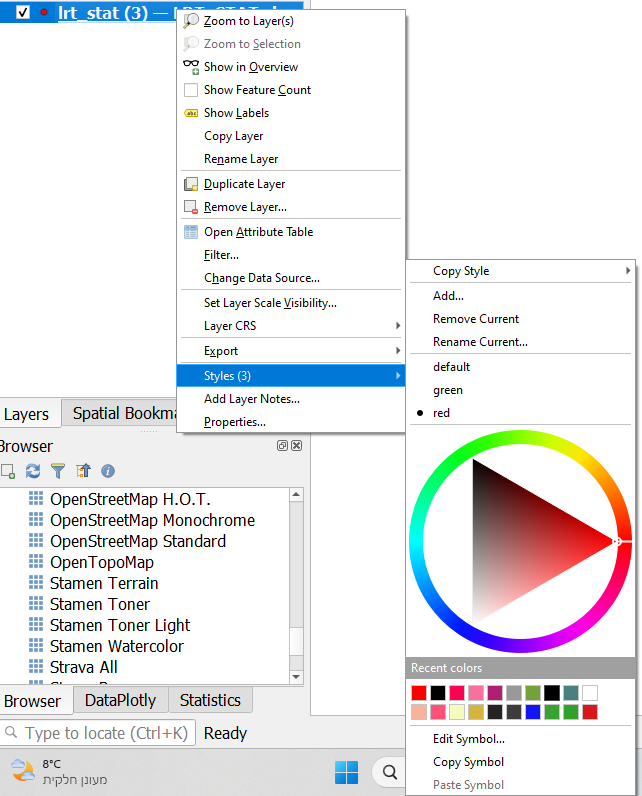 lrt_stat (3) —
Zoom to Layer(s)
Zoom to Selection
Show in Overview
Show Feature Count
abc
Show Labels
Copy Layer
Rename Layer
Duplicate Layer
Remove Layer...
Open Attribute Table
Filter...
Change Data Source...
Set Layer Scale Visibility...
Layer CRS
Export
Styles (3)
Add Layer Notes...
Properties...
Copy Style
Add...
Remove Current
Rename Current...
default
green
red
Recent colors
Edit Symbol...
Copy Symbol
Paste Symbol
Layers
Spatial Bookma
Browser
OpenStreetMap H.O.T.
OpenStreetMap Monochrome
OpenStreetMap Standard
OpenTopoMap
Stamen Terrain
Stamen Toner
Stamen Toner Light
Stamen Watercolor
Strava All
Browser
DataPlotly
Statistics
Type to locate (Ctrl+K)
Ready
8°C
מעונן חלקית